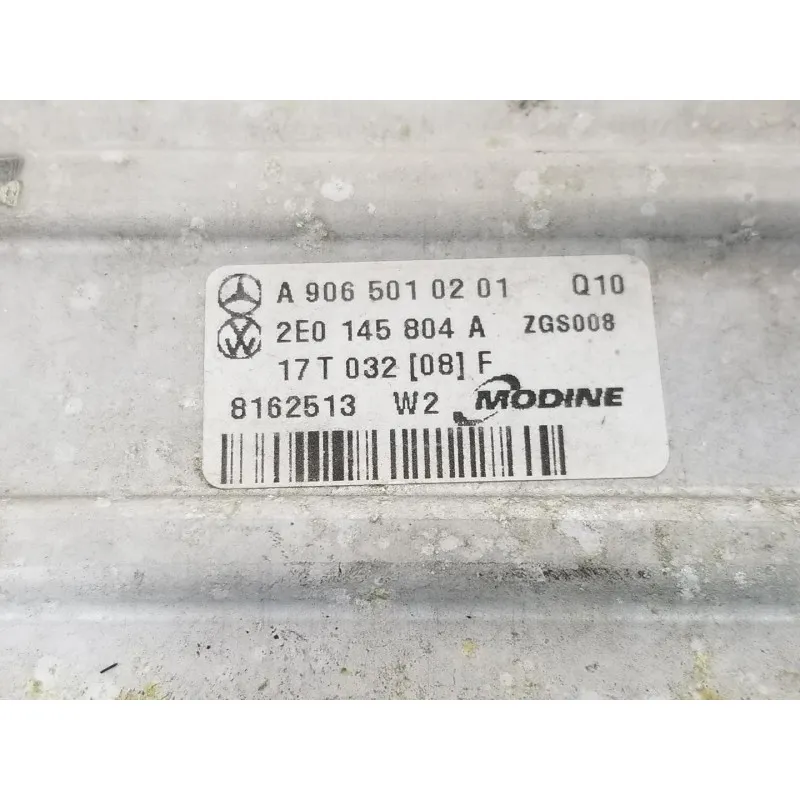 A 906 501 02 01 Q10
2E0 145 804 A ZGS008
17 T 032 [08] F
8162513 W2 MODINE